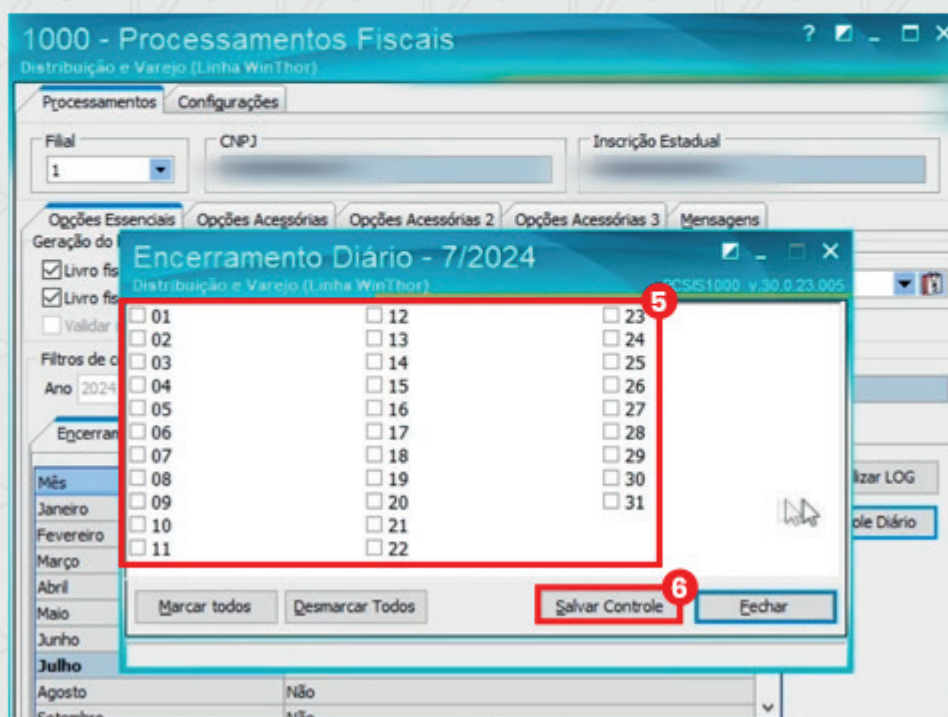 1000 - Processamentos Fiscais
Distribuição e Varejo (Linha WinThor)
Processamentos Configurações
Filial CNPJ Inscrição Estadual
1
Opções Essenciais Opções Acessórias Opções Acessórias 2 Opções Acessórias 3 Mensagens
Geração do
Livro fis
Livro fis
Validar
Filtros de c
Ano 2024
Encerram
Mês
Janeiro
Fevereiro
Março
Abril
Maio
Junho
Julho
Agosto Não
Setembro Não
lizar LOG
ole Diário
Encerramento Diário - 7/2024
Distribuição e Varejo (Linha WinThor) PCSIS1000 v.30.0.23.005
5
01 12 23
02 13 24
03 14 25
04 15 26
05 16 27
06 17 28
07 18 29
08 19 30
09 20 31
10 21
11 22
6
Marcar todos Desmarcar Todos Salvar Controle Fechar